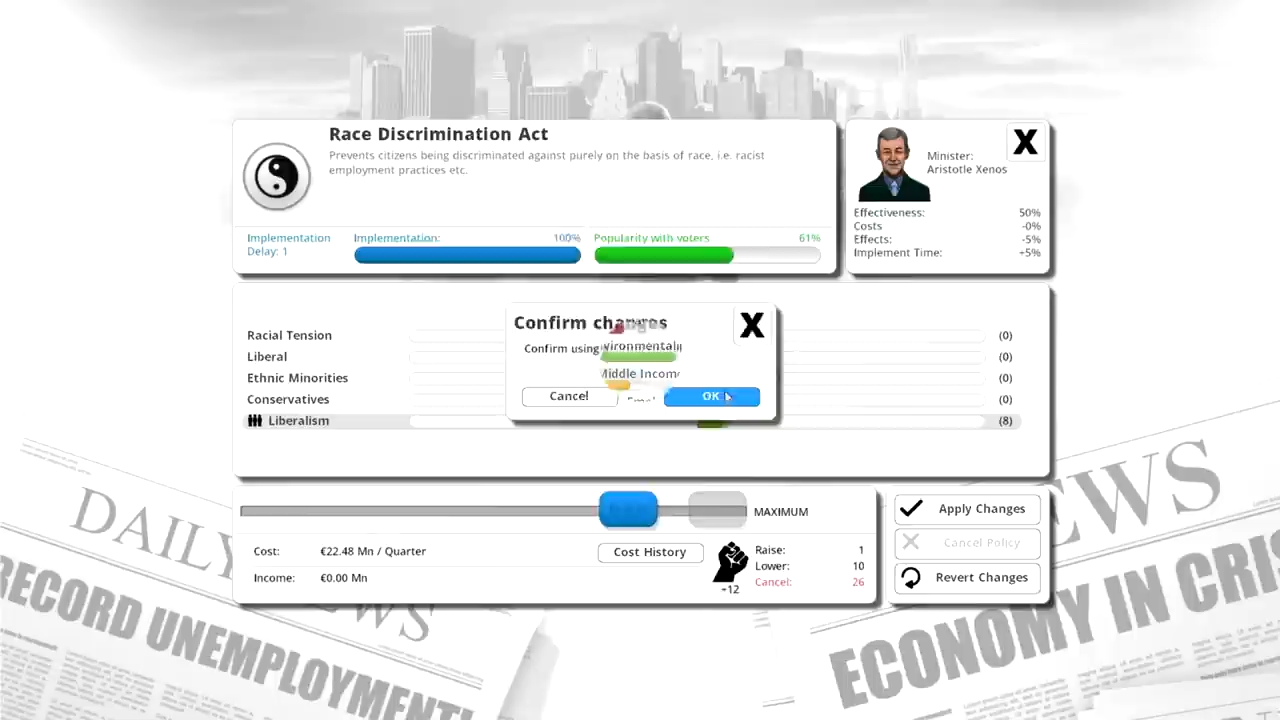 Race Discrimination Act
Prevents citizens being discriminated against purely on the basis of race, i.e. racist
employment practices etc.
Implementation
Delay: 1
Implementation:
100%
Popularity with voters
61%
Minister:
Aristotle Xenos
X
Effectiveness: 50%
Costs -0%
Effects: -5%
Implement Time: +5%
Racial Tension (0)
Liberal (0)
Ethnic Minorities (0)
Conservatives (0)
Liberalism (8)
Confirm changes
X
Confirm using
Middle Incom
Cancel
OK
MAXIMUM
Cost: €22.48 Mn / Quarter
Income: €0.00 Mn
Cost History
+12
Raise: 1
Lower: 10
Cancel: 26
Apply Changes
Cancel Policy
Revert Changes
DAILY
NEWS
RECORD UNEMPLOYMENT
ECONOMY IN CRIS